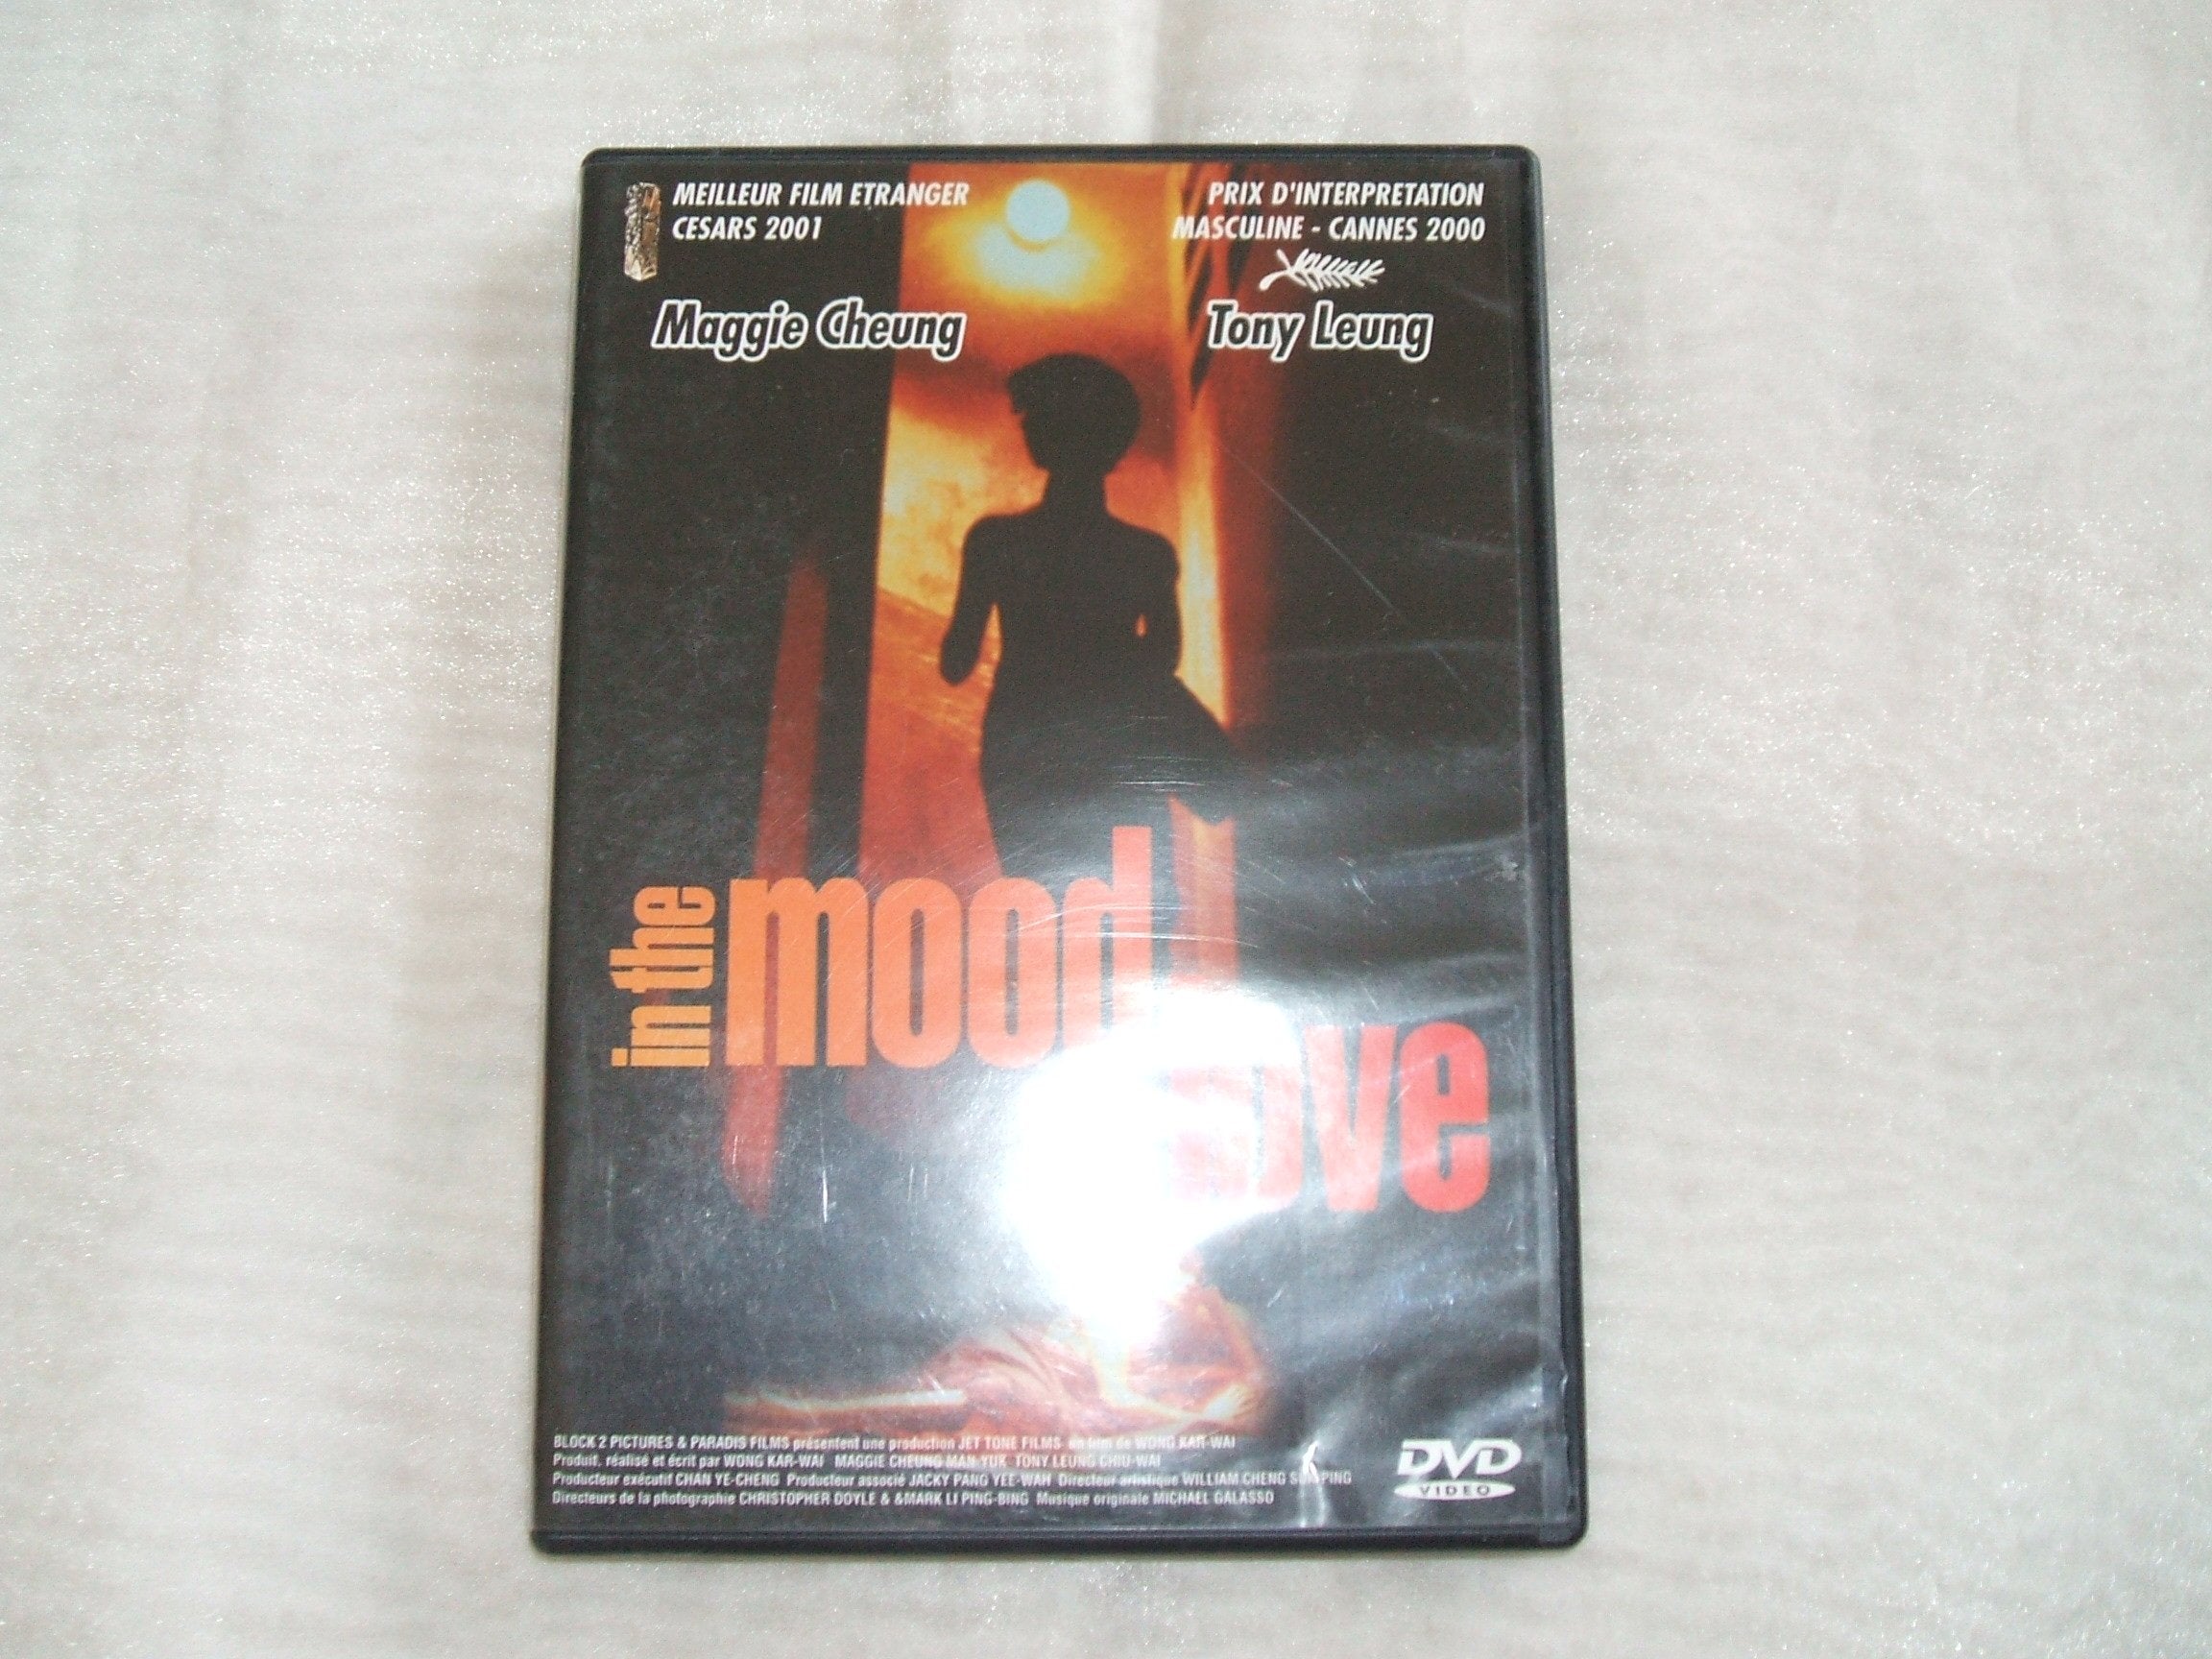 MEILLEUR FILM ETRANGER
CESARS 2001
PRIX D'INTERPRETATION
MASCULINE - CANNES 2000
Maggie Cheung
Tony Leung
in the mood
BLOCK 2 PICTURES & PARADIS FILMS présentent une production JET TONE FILMS un film de WONG KAR-WAI
Produit, réalisé et écrit par WONG KAR-WAI MAGGIE CHEUNG MAN-YUK TONY LEUNG CHIU-WAI
Producteur exécutif CHAN YE-CHENG Producteur associé JACKY PANG YEE-WAH Directeur artistique WILLIAM CHENG SUK-PING
Directeurs de la photographie CHRISTOPHER DOYLE & &MARK LI PING-BING Musique originale MICHAEL GALASSO
DVD
VIDEO